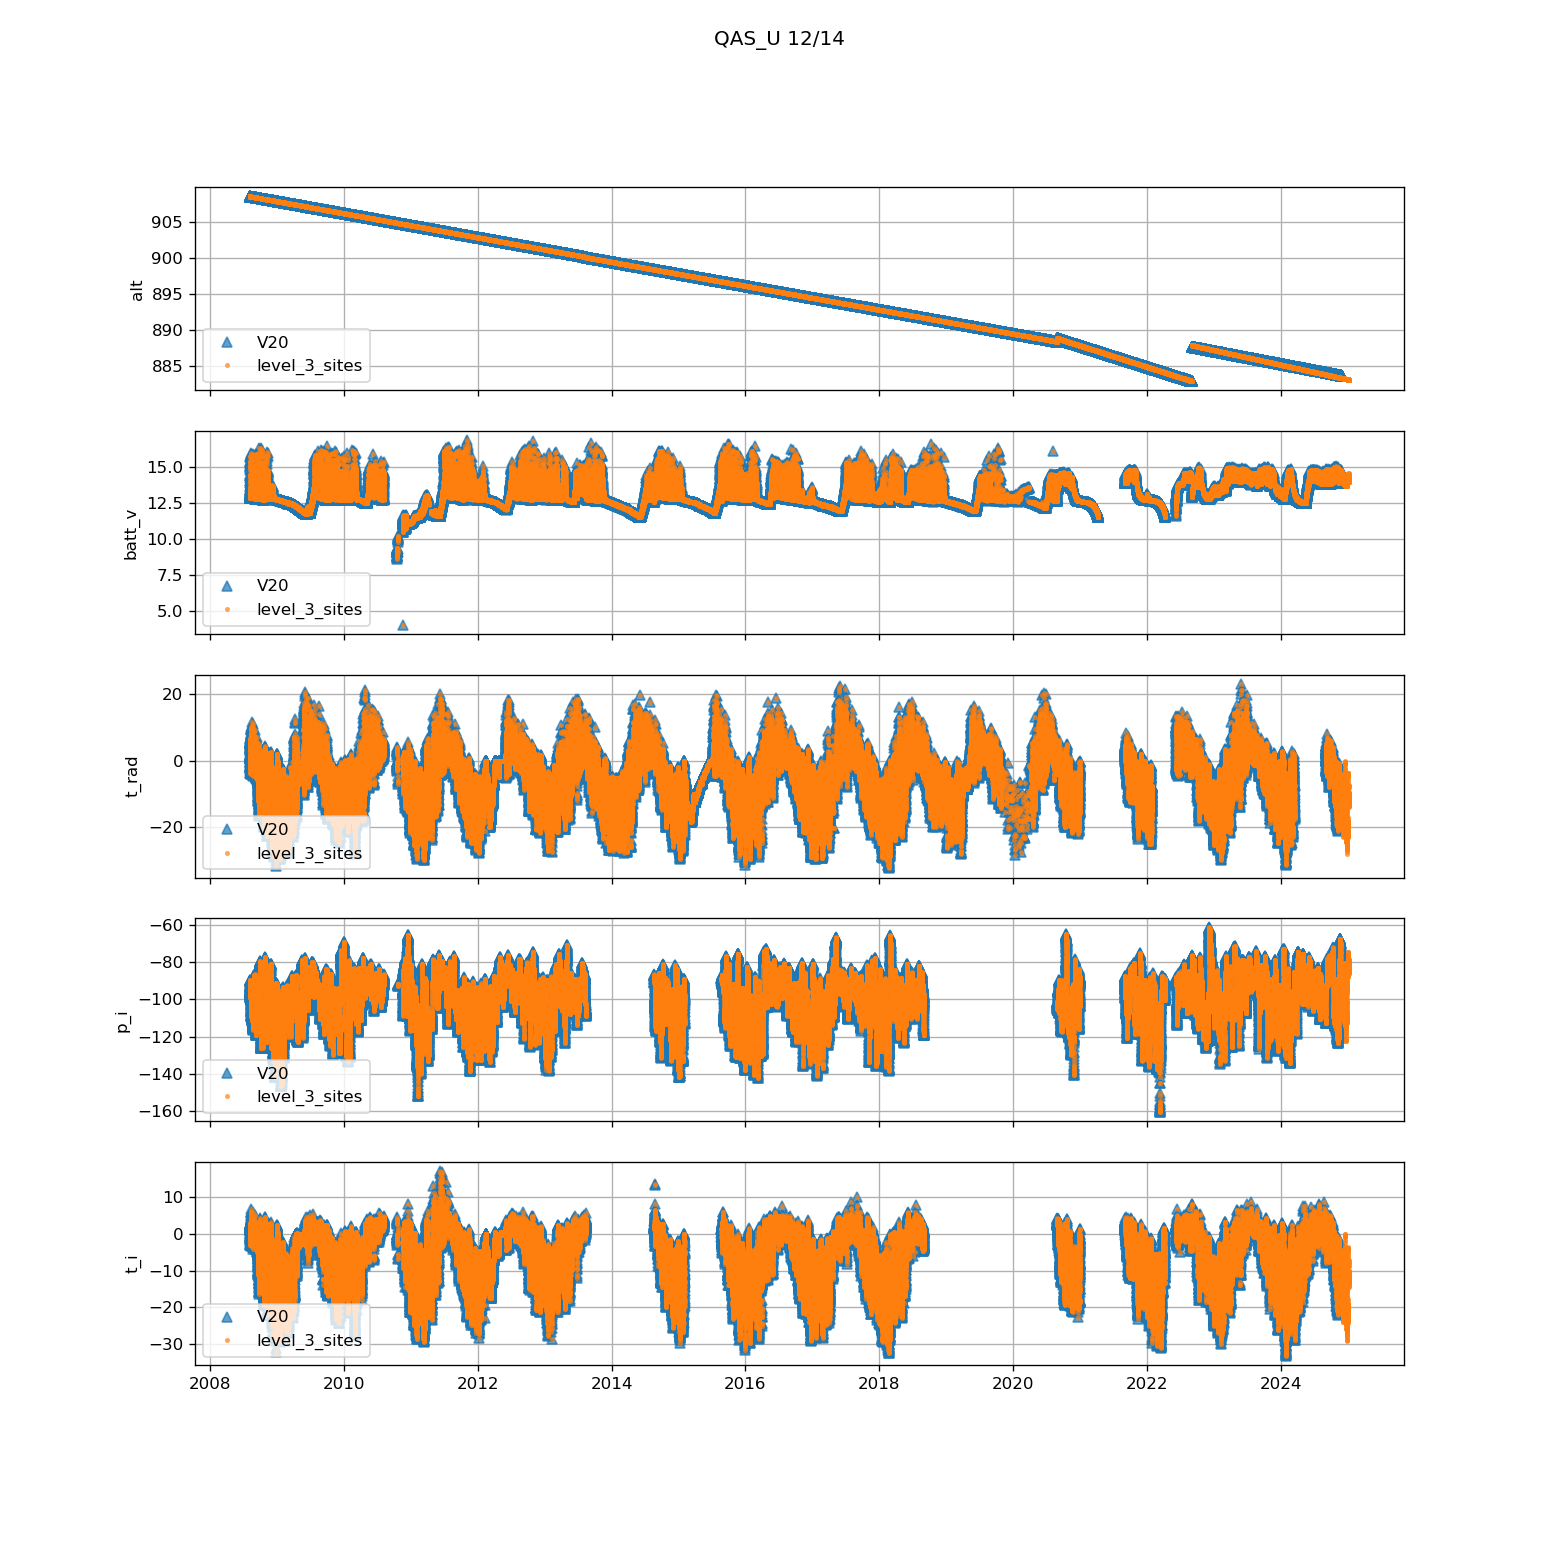 QAS_U 12/14
905
900
895
890
885
alt
V20
level_3_sites
15.0
12.5
10.0
7.5
5.0
batt_v
V20
level_3_sites
20
0
−20
t_rad
V20
level_3_sites
−60
−80
−100
−120
−140
−160
p_i
V20
level_3_sites
10
0
−10
−20
−30
t_i
V20
level_3_sites
2008 2010 2012 2014 2016 2018 2020 2022 2024